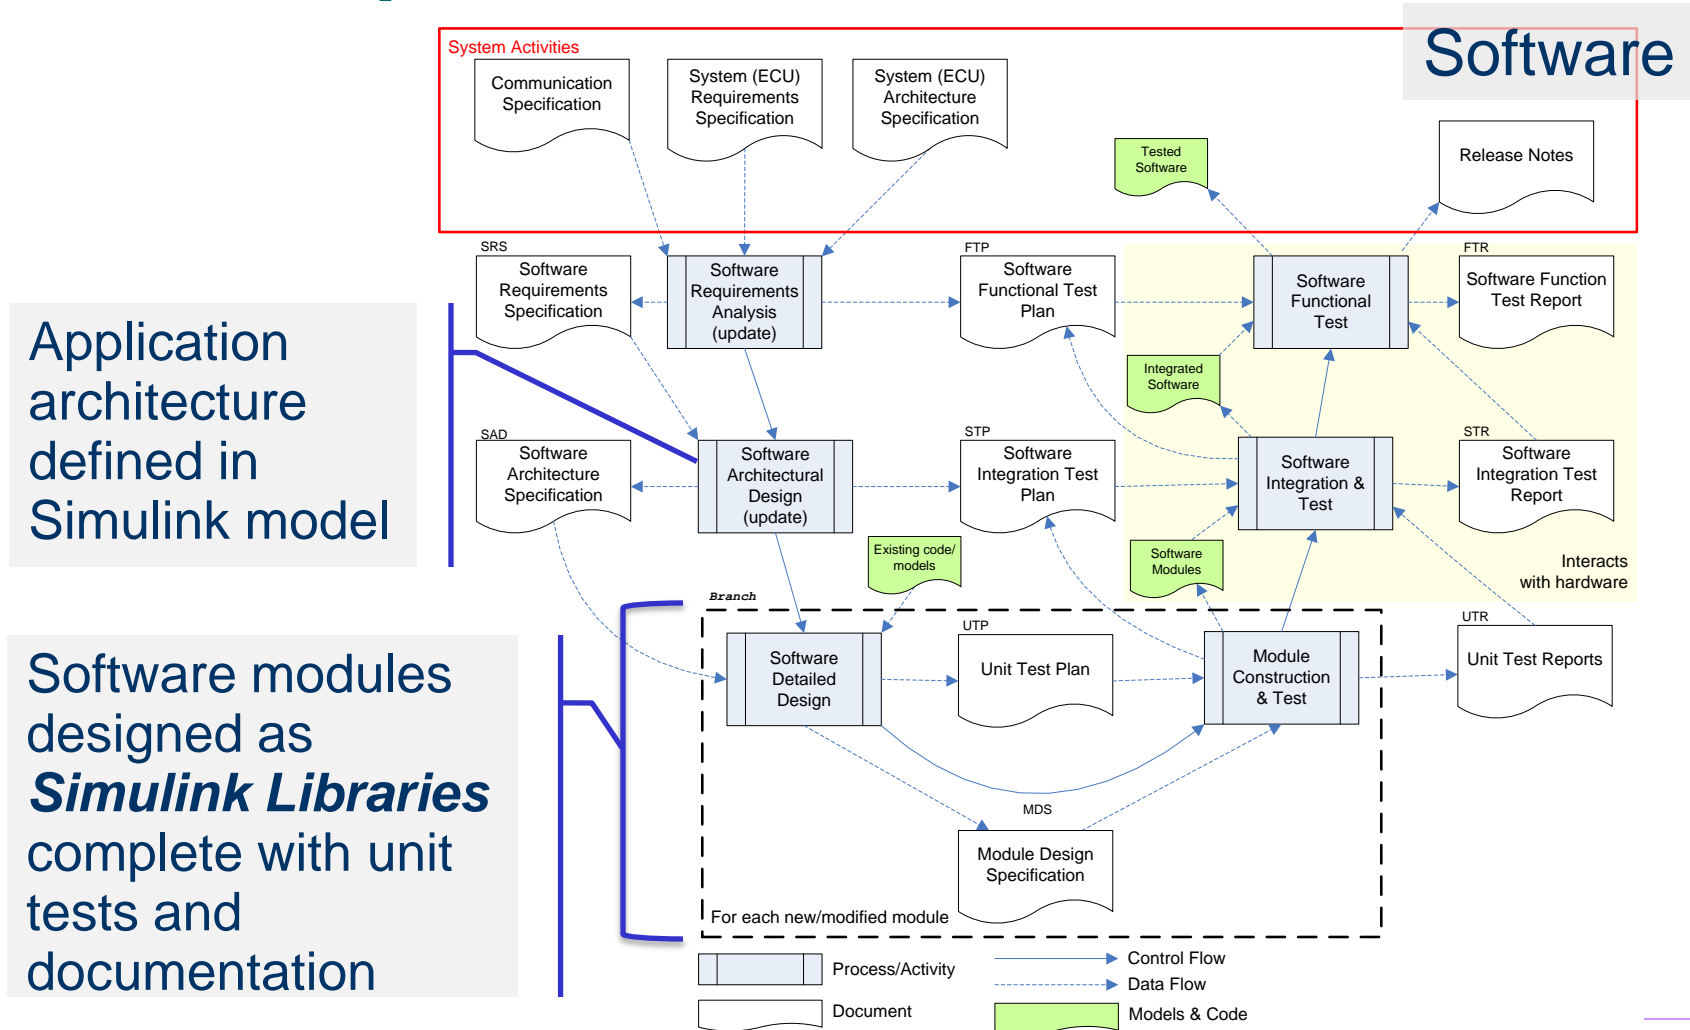 Software
System Activities
Communication
Specification
System (ECU)
Requirements
Specification
System (ECU)
Architecture
Specification
Tested
Software
Release Notes
SRS
Software
Requirements
Specification
Software
Requirements
Analysis
(update)
FTP
Software
Functional Test
Plan
Software
Functional
Test
FTR
Software Function
Test Report
Application
architecture
defined in
Simulink model
Integrated
Software
SAD
Software
Architecture
Specification
Software
Architectural
Design
(update)
STP
Software
Integration Test
Plan
Software
Integration &
Test
STR
Software
Integration Test
Report
Existing code/
models
Software
Modules
Interacts
with hardware
Branch
Software modules
designed as
Simulink Libraries
complete with unit
tests and
documentation
Software
Detailed
Design
UTP
Unit Test Plan
Module
Construction
& Test
UTR
Unit Test Reports
MDS
Module Design
Specification
For each new/modified module
Process/Activity
Control Flow
Data Flow
Document
Models & Code